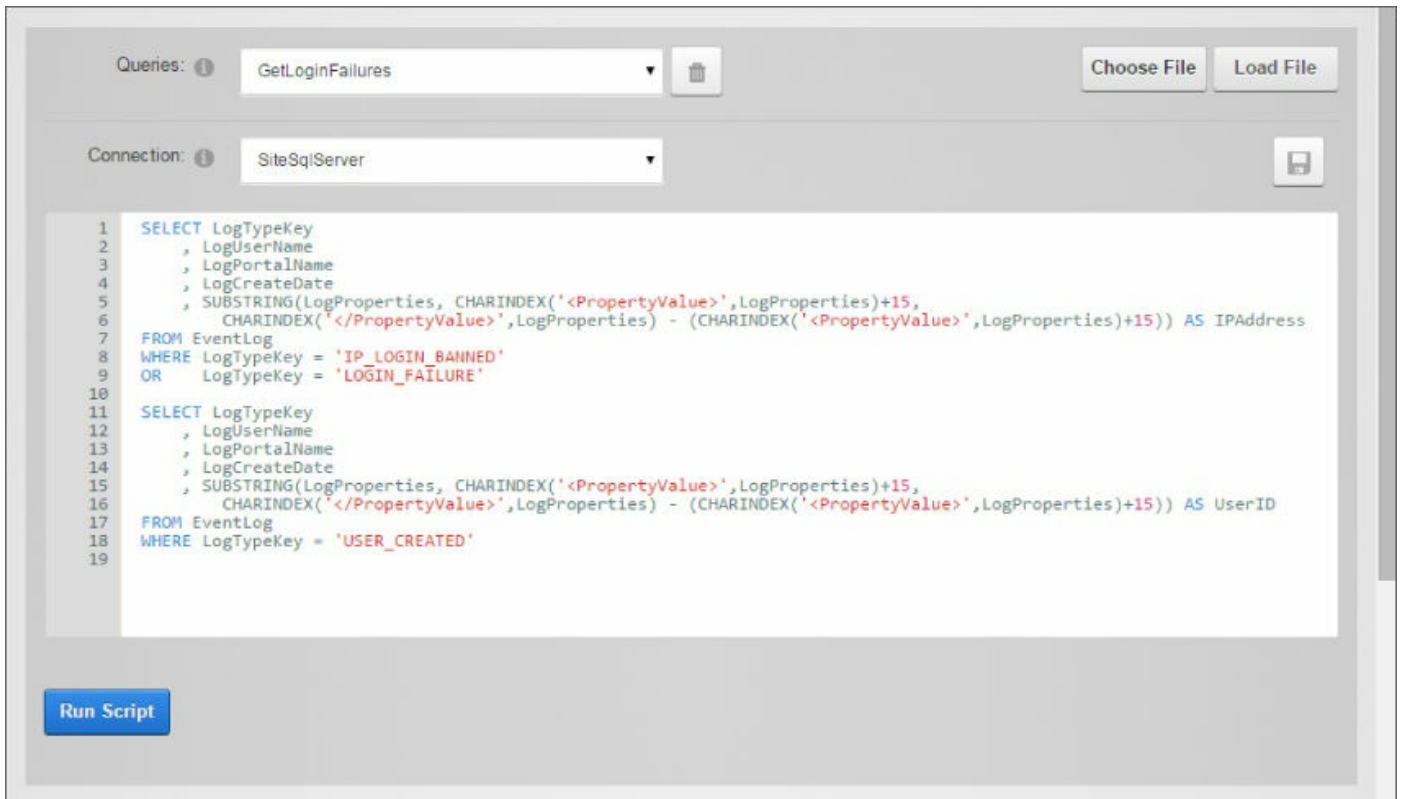 Queries:
GetLoginFailures
Choose File
Load File
Connection:
SiteSqlServer
1 SELECT LogTypeKey
2 , LogUserName
3 , LogPortalName
4 , LogCreateDate
5 , SUBSTRING(LogProperties, CHARINDEX('<PropertyValue>',LogProperties)+15,
6 CHARINDEX('</PropertyValue>',LogProperties) - (CHARINDEX('<PropertyValue>',LogProperties)+15)) AS IPAddress
7 FROM EventLog
8 WHERE LogTypeKey = 'IP_LOGIN_BANNED'
9 OR LogTypeKey = 'LOGIN_FAILURE'
10
11 SELECT LogTypeKey
12 , LogUserName
13 , LogPortalName
14 , LogCreateDate
15 , SUBSTRING(LogProperties, CHARINDEX('<PropertyValue>',LogProperties)+15,
16 CHARINDEX('</PropertyValue>',LogProperties) - (CHARINDEX('<PropertyValue>',LogProperties)+15)) AS UserID
17 FROM EventLog
18 WHERE LogTypeKey = 'USER_CREATED'
19
Run Script